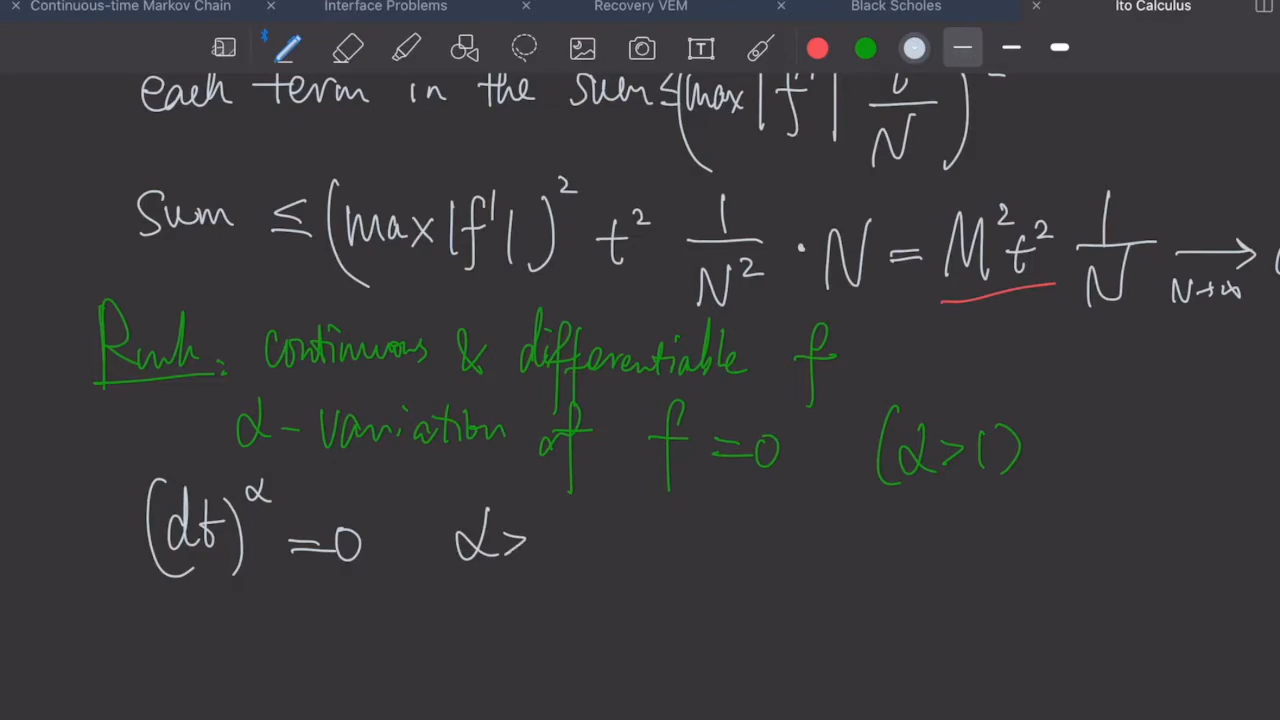 × Continuous-time Markov Chain × Interface Problems × Recovery VEM × Black Scholes × Ito Calculus
each term in the sum ≤ (max |f'| t/N)²
Sum ≤ (max |f'|)² t² 1/N² · N = M² t² 1/N → N→∞
Rmk: continuous & differentiable f
α-variation of f = 0 (α>1)
(dt)^α = 0 α>